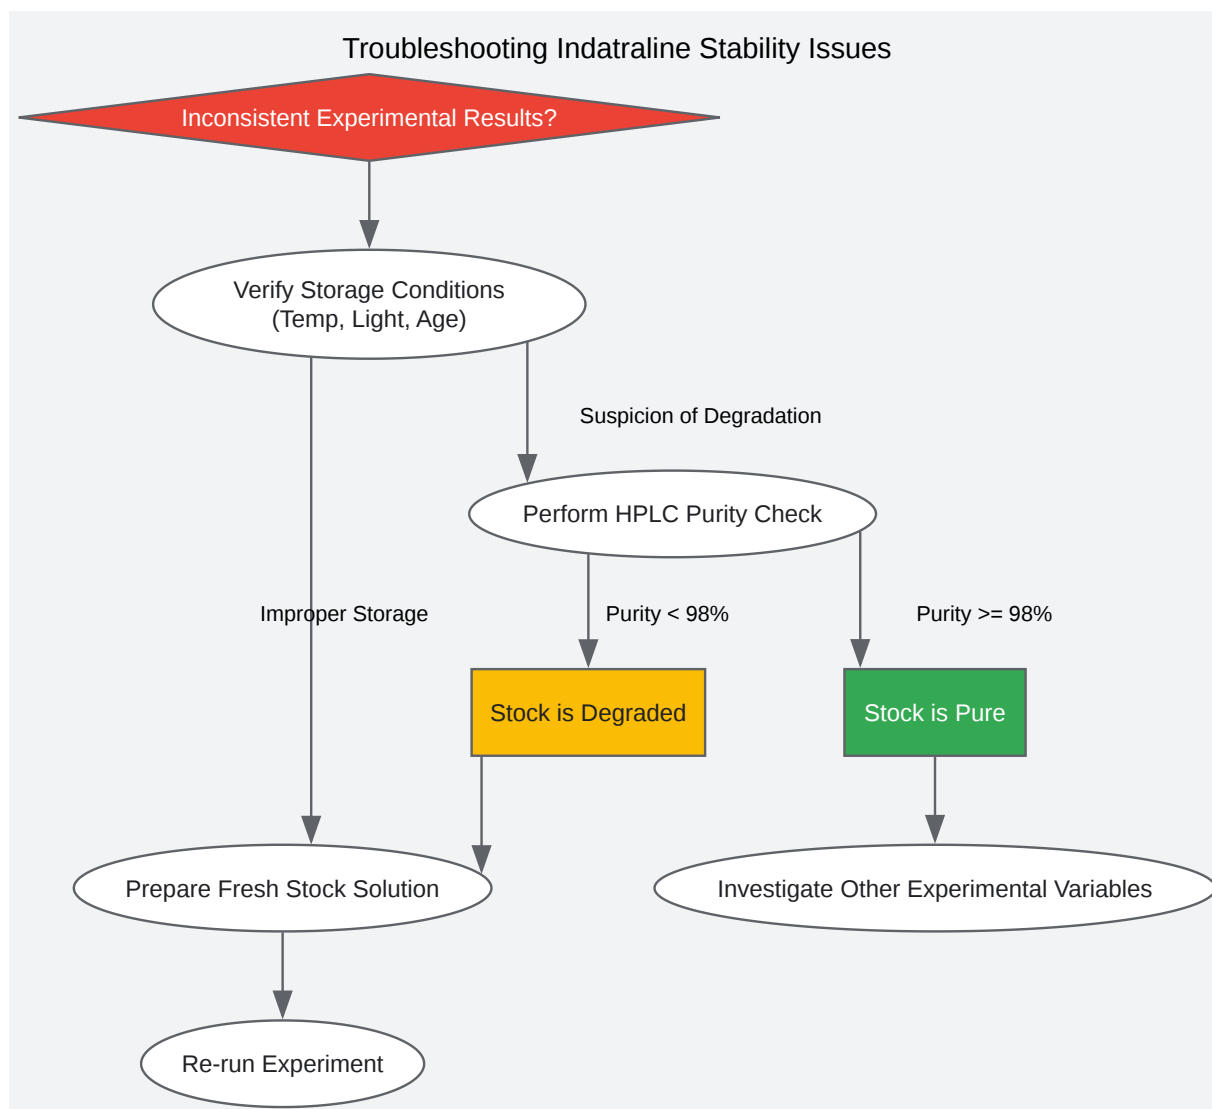 Troubleshooting Indatraline Stability Issues
Inconsistent Experimental Results?
Verify Storage Conditions
(Temp, Light, Age)
Suspicion of Degradation
Perform HPLC Purity Check
Improper Storage
Purity < 98%
Purity >= 98%
Stock is Degraded
Stock is Pure
Prepare Fresh Stock Solution
Investigate Other Experimental Variables
Re-run Experiment